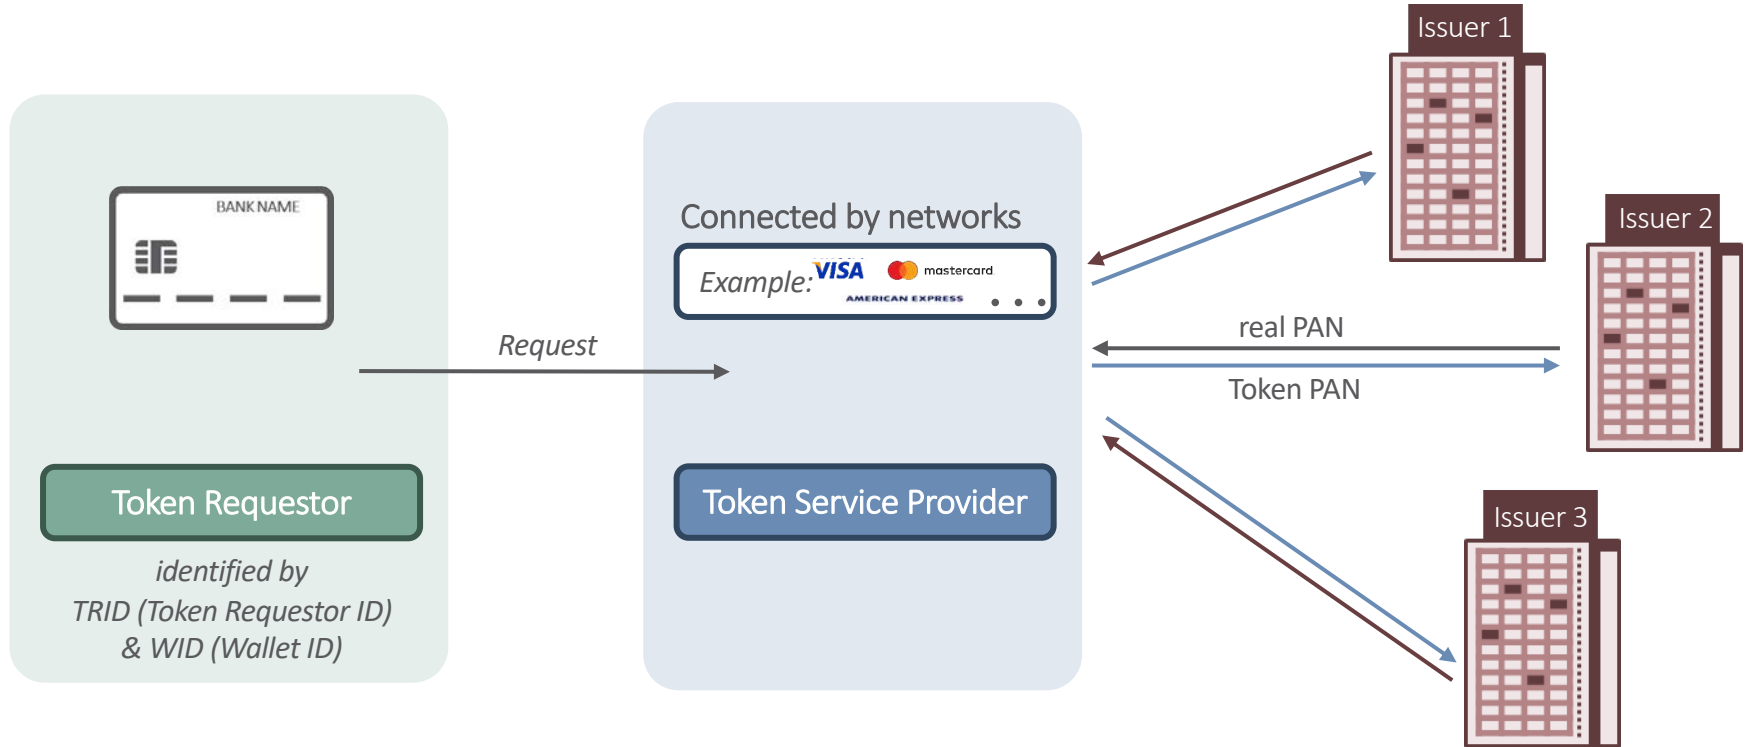 BANK NAME
Token Requestor
identified by
TRID (Token Requestor ID)
& WID (Wallet ID)
Request
Connected by networks
Example: VISA mastercard
AMERICAN EXPRESS ...
Token Service Provider
real PAN
Token PAN
Issuer 1
Issuer 2
Issuer 3